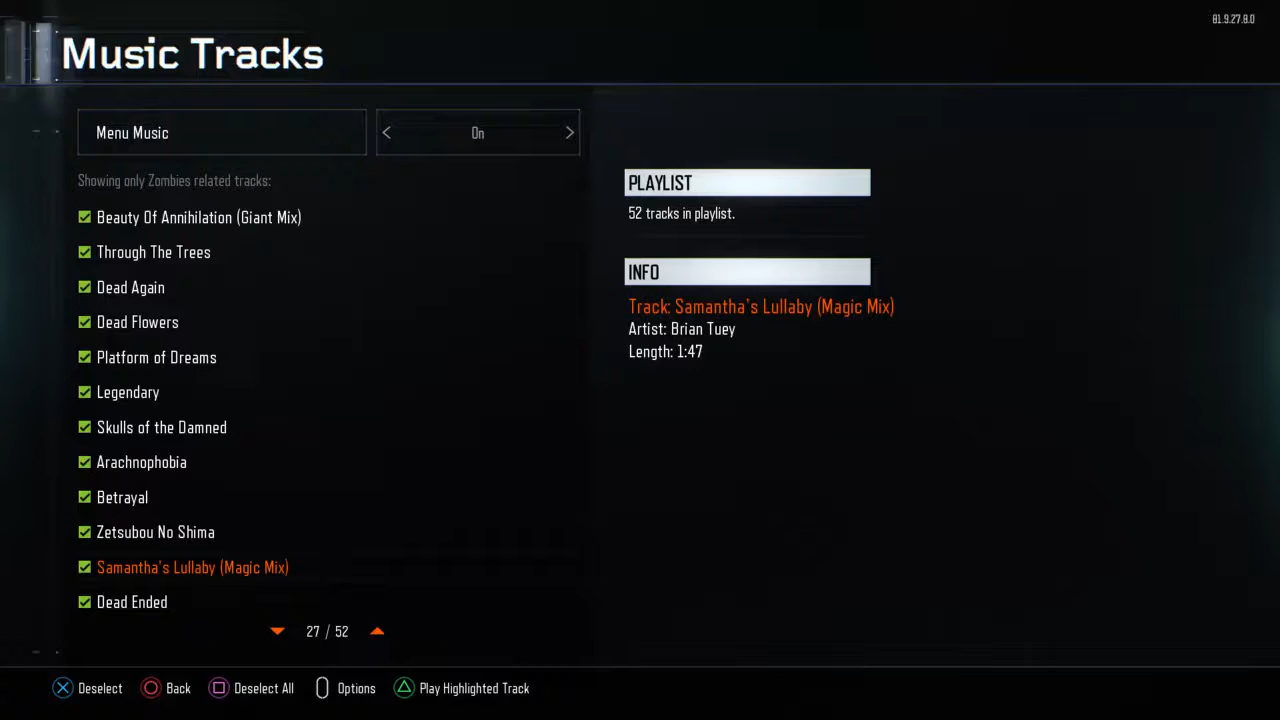 81.9.27.8.0
Music Tracks
Menu Music
On
Showing only Zombies related tracks:
Beauty Of Annihilation (Giant Mix)
Through The Trees
Dead Again
Dead Flowers
Platform of Dreams
Legendary
Skulls of the Damned
Arachnophobia
Betrayal
Zetsubou No Shima
Samantha's Lullaby (Magic Mix)
Dead Ended
27 / 52
PLAYLIST
52 tracks in playlist.
INFO
Track: Samantha's Lullaby (Magic Mix)
Artist: Brian Tuey
Length: 1:47
Deselect
Back
Deselect All
Options
Play Highlighted Track